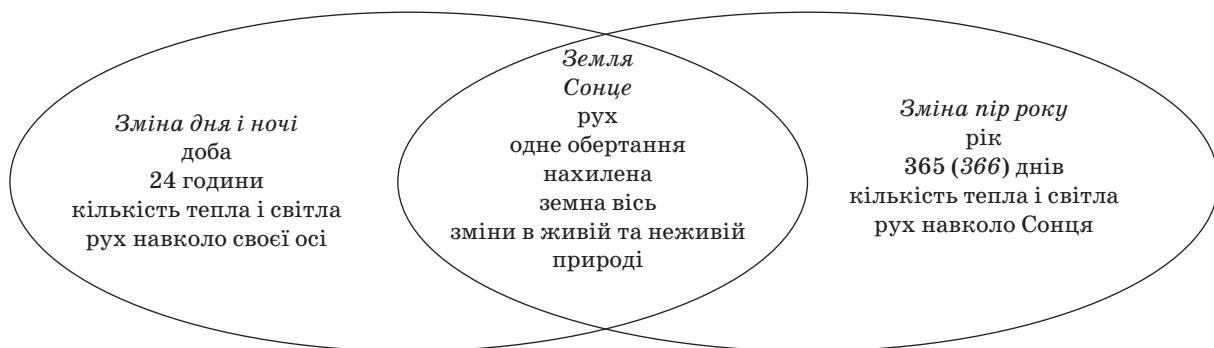 Зміна дня і ночі
доба
24 години
кількість тепла і світла
рух навколо своєї осі
Земля
Сонце
рух
одне обертання
нахилена
земна вісь
зміни в живій та неживій
природі
Зміна пір року
рік
365 (366) днів
кількість тепла і світла
рух навколо Сонця